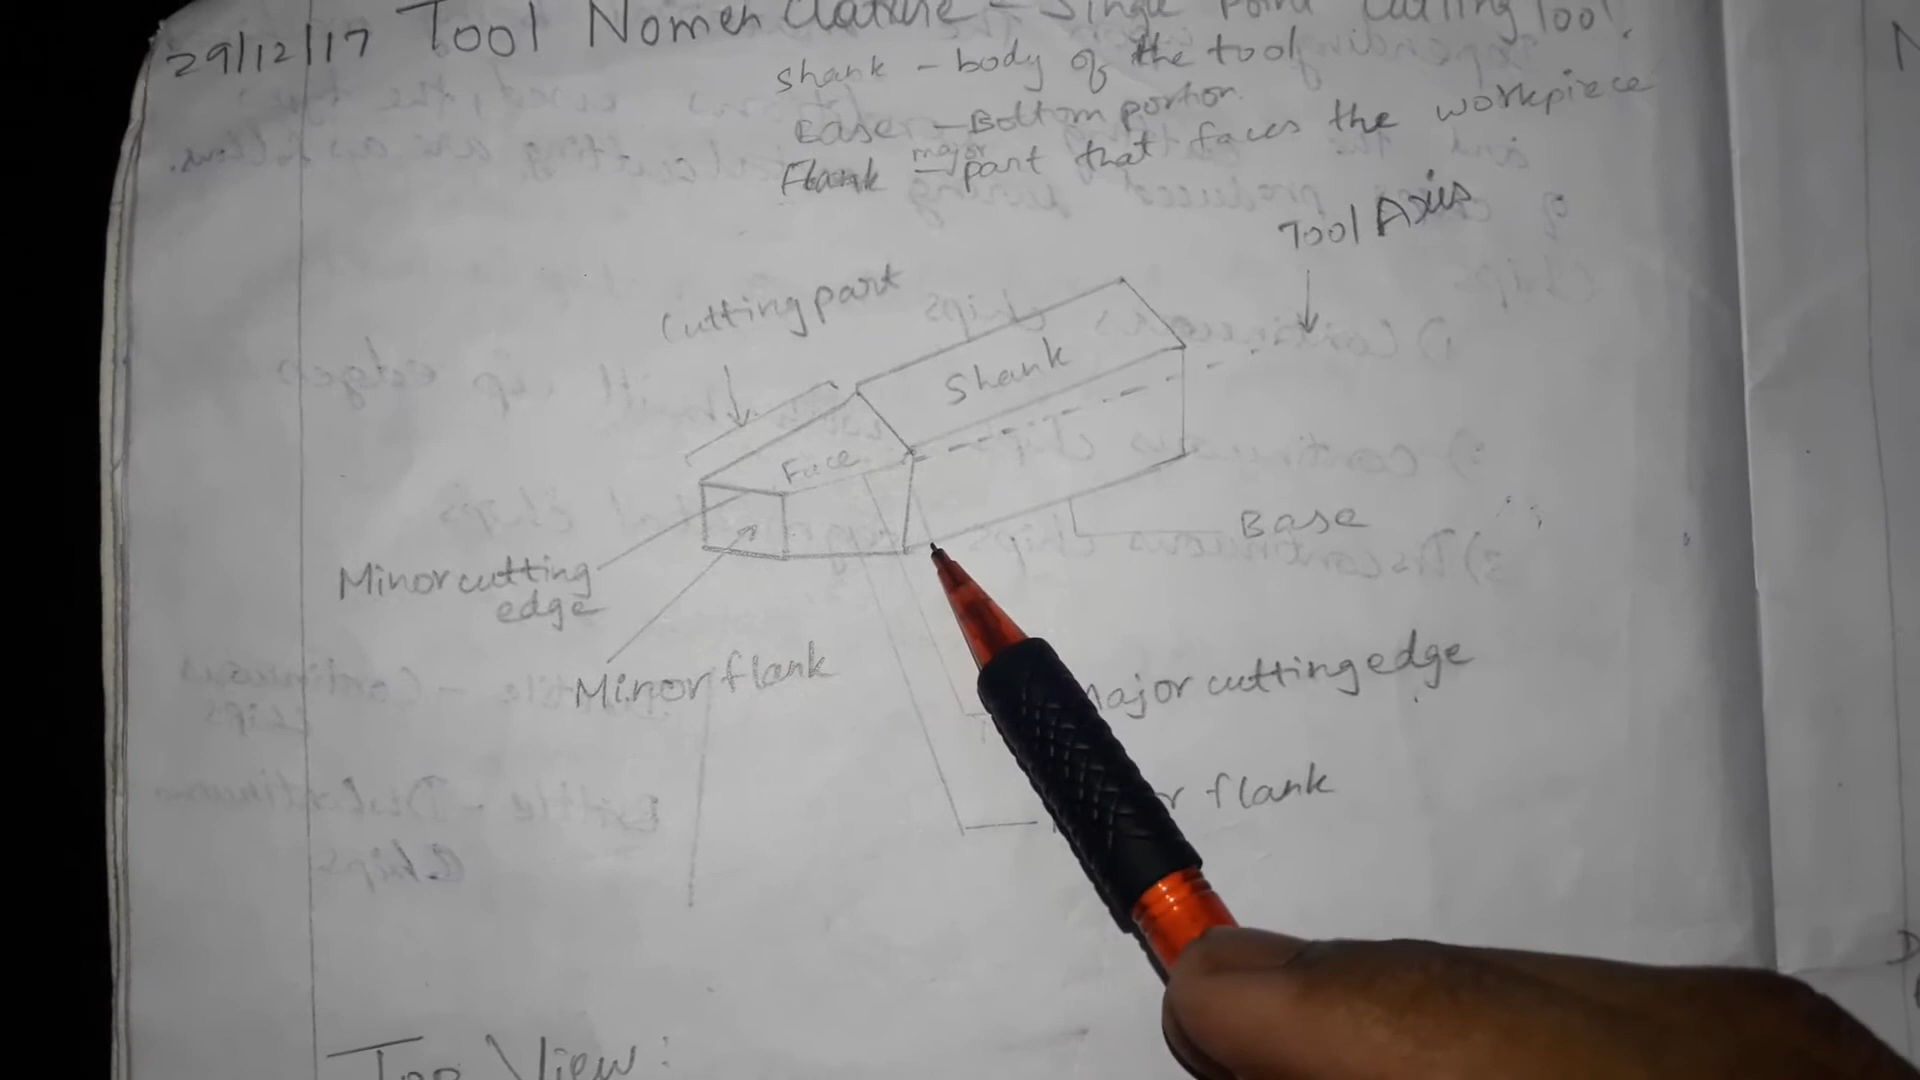 29/12/17 Tool Nomenclature - Single Point Cutting Tool.
Shank - body of the tool
Base - Bottom portion.
Flank - major part that faces the workpiece
Tool Axis
Cutting part
Shank
Face
Base
Minor cutting
edge
Minor flank
Major cutting edge
flank
Top View: